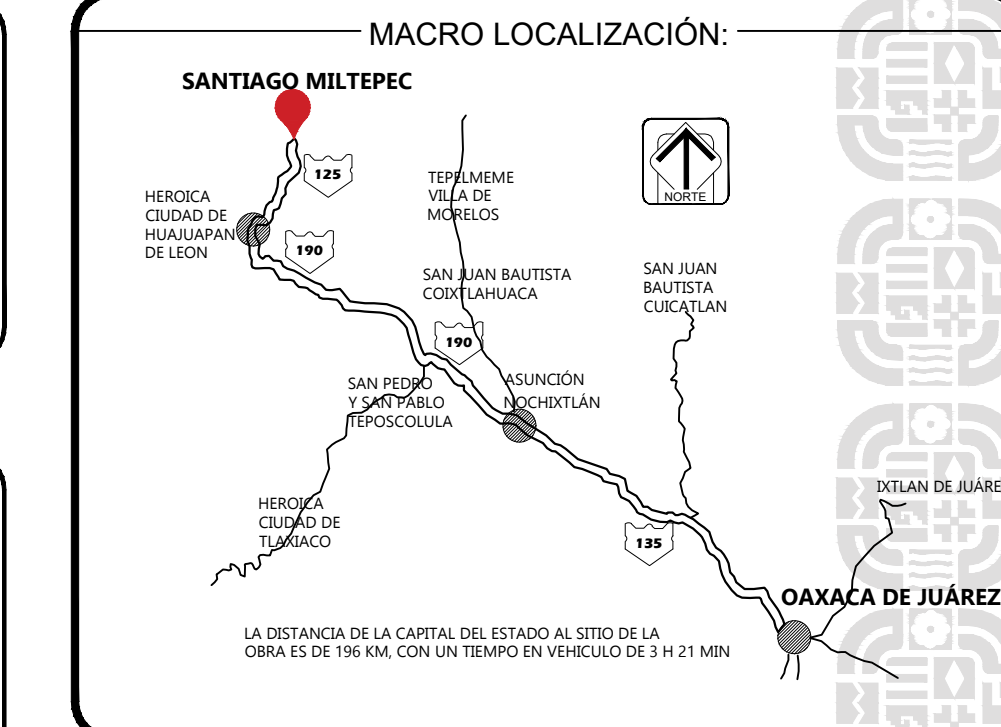 MACRO LOCALIZACIÓN:
SANTIAGO MILTEPEC
125
HEROICA
CIUDAD DE
HUAJUAPAN
DE LEON
190
TEPELMEME
VILLA DE
MORELOS
NORTE
SAN JUAN BAUTISTA
COIXTLAHUACA
SAN JUAN
BAUTISTA
CUICATLAN
190
SAN PEDRO
Y SAN PABLO
TEPOSCOLULA
ASUNCIÓN
NOCHIXTLÁN
HEROICA
CIUDAD DE
TLAXIACO
135
IXTLAN DE JUÁRE
OAXACA DE JUÁREZ
LA DISTANCIA DE LA CAPITAL DEL ESTADO AL SITIO DE LA
OBRA ES DE 196 KM, CON UN TIEMPO EN VEHICULO DE 3 H 21 MIN